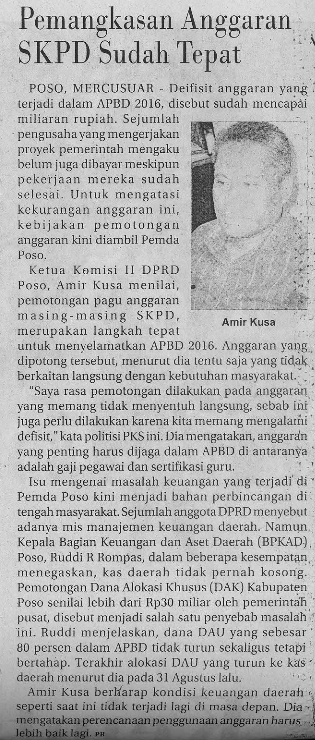 Pemangkasan Anggaran
SKPD Sudah Tepat
POSO, MERCUSUAR - Deifisit anggaran yang
terjadi dalam APBD 2016, disebut sudah mencapai
miliaran rupiah. Sejumlah
pengusaha yang mengerjakan
proyek pemerintah mengaku
belum juga dibayar meskipun
pekerjaan mereka sudah
selesai. Untuk mengatasi
kekurangan anggaran ini,
kebijakan pemotongan
anggaran kini diambil Pemda
Poso.
Ketua Komisi II DPRD
Poso, Amir Kusa menilai,
pemotongan pagu anggaran
masing-masing SKPD,
merupakan langkah tepat
Amir Kusa
untuk menyelamatkan APBD 2016. Anggaran yang
dipotong tersebut, menurut dia tentu saja yang tidak
berkaitan langsung dengan kebutuhan masyarakat.
"Saya rasa pemotongan dilakukan pada anggaran
yang memang tidak menyentuh langsung, sebab ini
juga perlu dilakukan karena kita memang mengalami
defisit," kata politisi PKS ini. Dia mengatakan, anggaran
yang penting harus dijaga dalam APBD di antaranya
adalah gaji pegawai dan sertifikasi guru.
Isu mengenai masalah keuangan yang terjadi di
Pemda Poso kini menjadi bahan perbincangan di
tengah masyarakat. Sejumlah anggota DPRD menyebut
adanya mis manajemen keuangan daerah. Namun
Kepala Bagian Keuangan dan Aset Daerah (BPKAD)
Poso, Ruddi R Rompas, dalam beberapa kesempatan
menegaskan, kas daerah tidak pernah kosong.
Pemotongan Dana Alokasi Khusus (DAK) Kabupaten
Poso senilai lebih dari Rp30 miliar oleh pemerintah
pusat, disebut menjadi salah satu penyebab masalah
ini. Ruddi menjelaskan, dana DAU yang sebesar
80 persen dalam APBD tidak turun sekaligus tetapi
bertahap. Terakhir alokasi DAU yang turun ke kas
daerah menurut dia pada 31 Agustus lalu.
Amir Kusa berharap kondisi keuangan daerah
seperti saat ini tidak terjadi lagi di masa depan. Dia
mengatakan perencanaan penggunaan anggaran harus
lebih baik lagi. PR